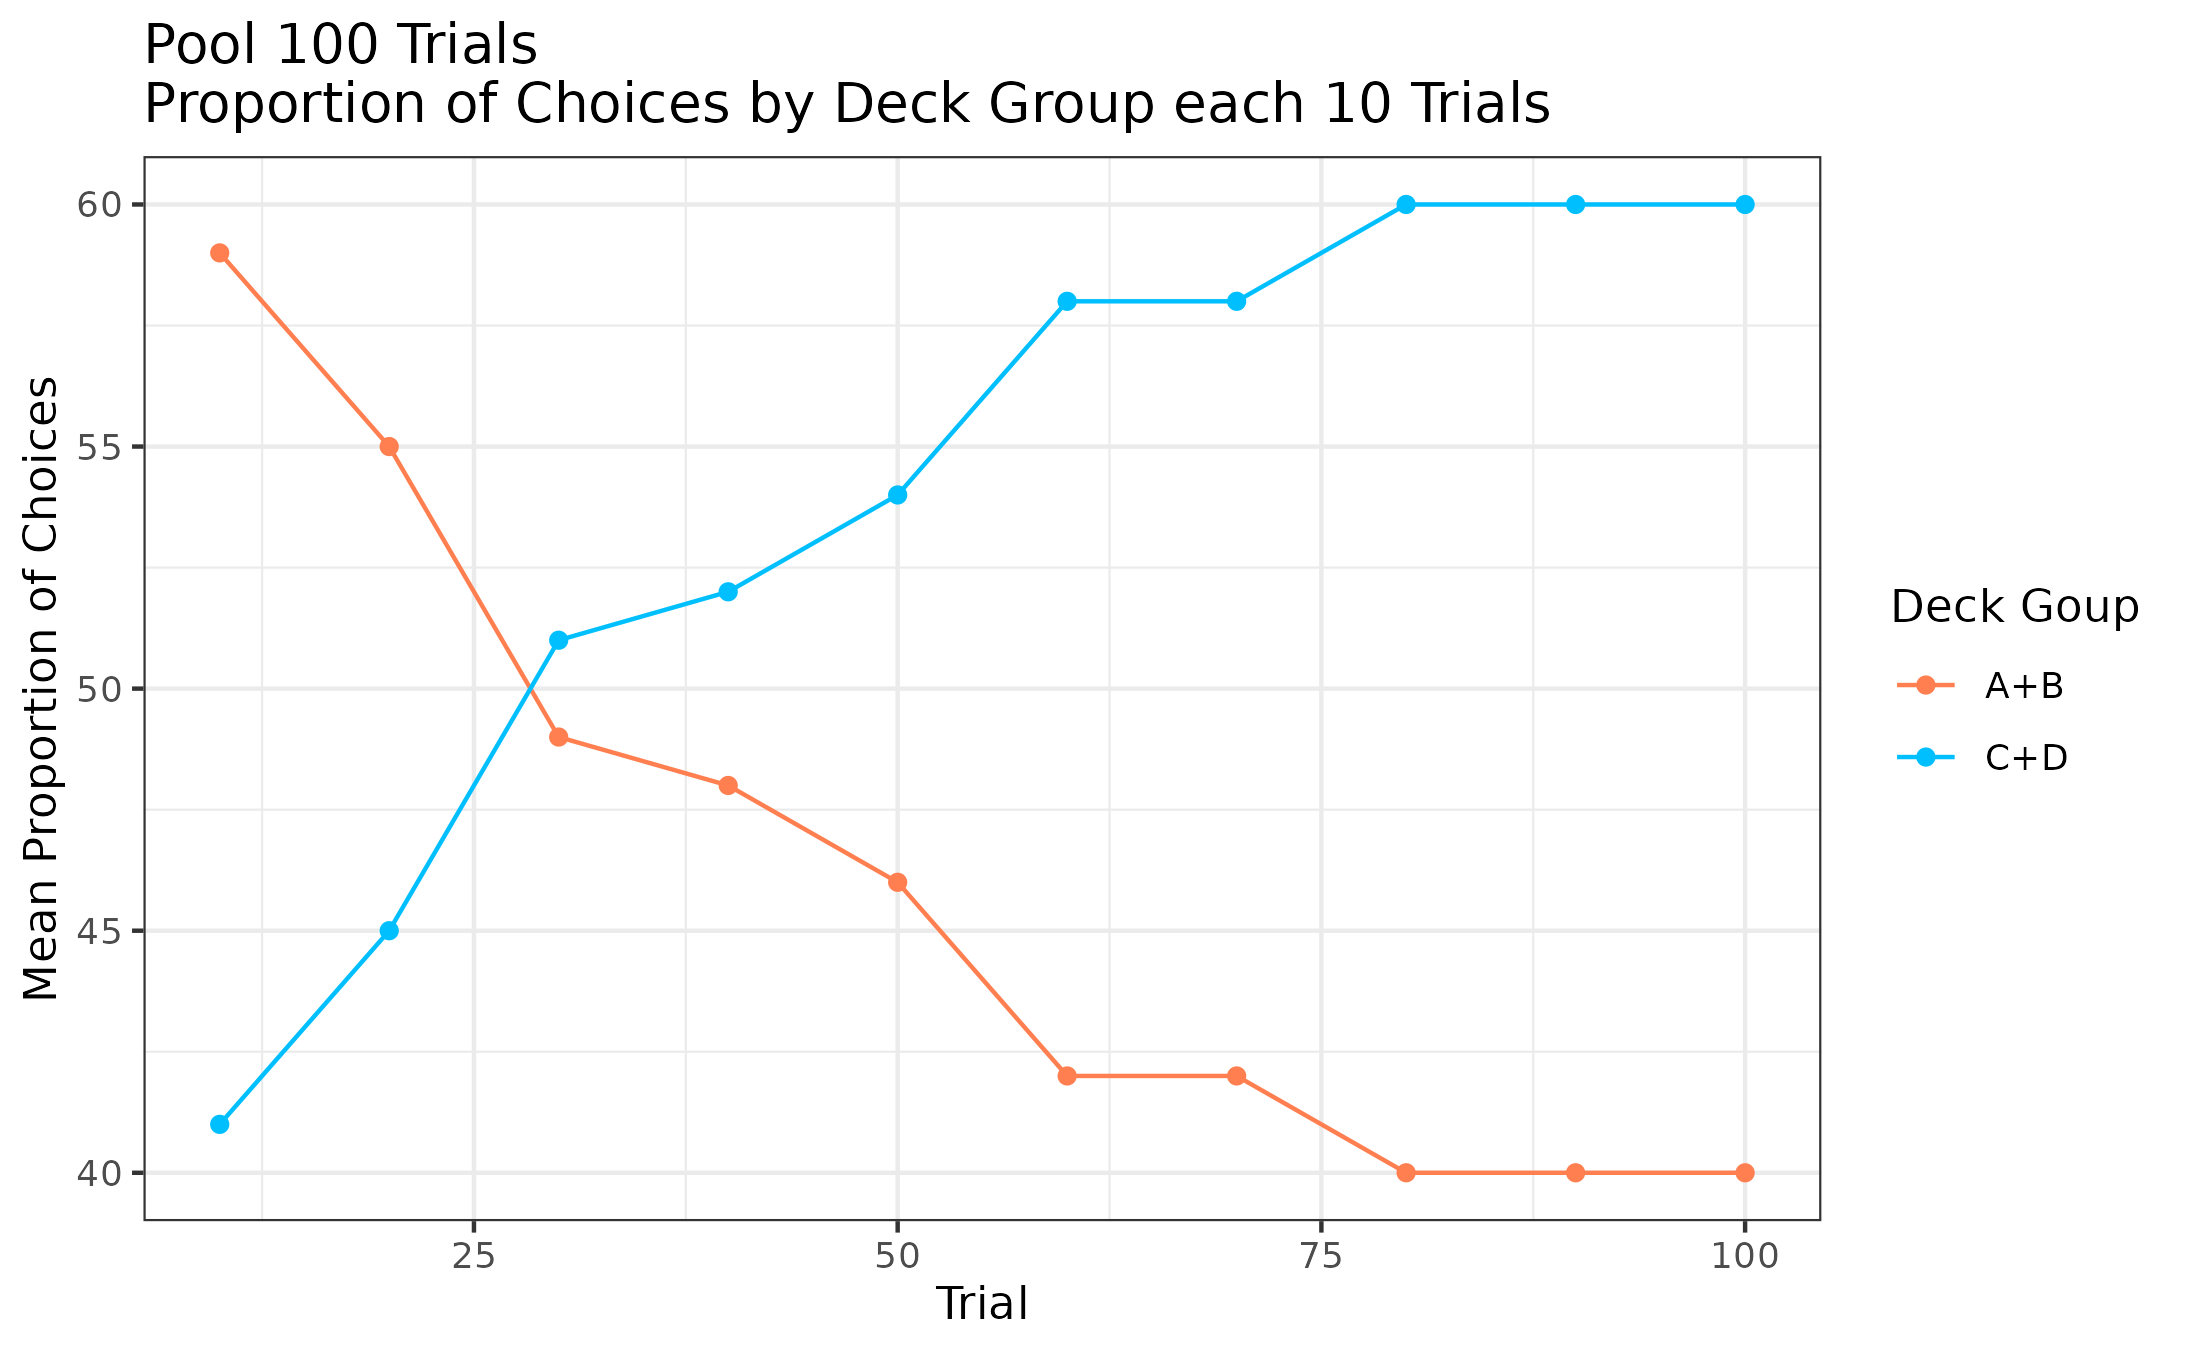 Pool 100 Trials
Proportion of Choices by Deck Group each 10 Trials
Mean Proportion of Choices
60
55
50
45
40
25
50
75
100
Trial
Deck Goup
A+B
C+D